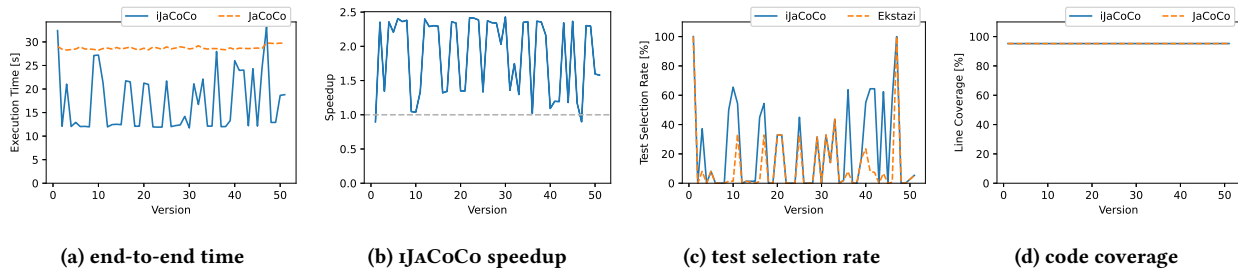 iJaCoCo JaCoCo
Execution Time [s]
30
25
20
15
10
5
0
0 10 20 30 40 50
Version
(a) end-to-end time
Speedup
2.5
2.0
1.5
1.0
0.5
0.0
0 10 20 30 40 50
Version
(b) iJaCoCo speedup
iJaCoCo Ekstazi
Test Selection Rate [%]
100
80
60
40
20
0
0 10 20 30 40 50
Version
(c) test selection rate
iJaCoCo JaCoCo
Line Coverage [%]
100
80
60
40
20
0
0 10 20 30 40 50
Version
(d) code coverage